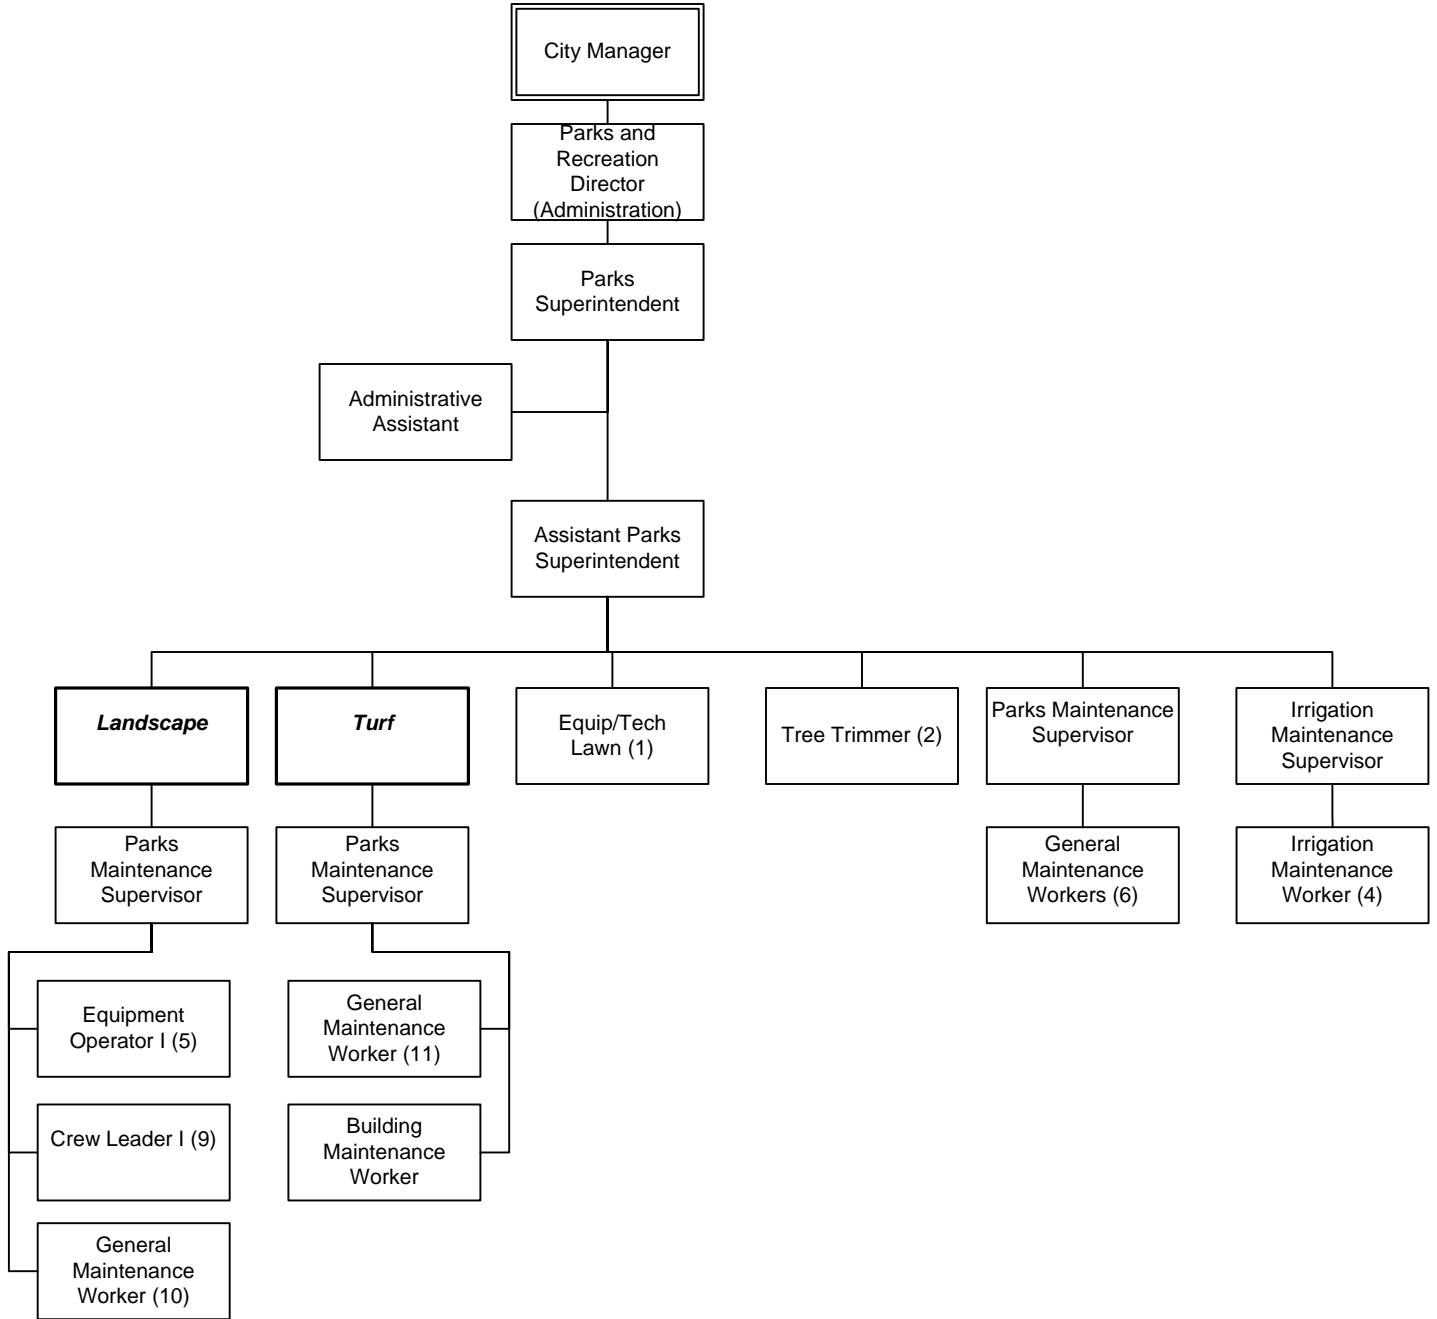 City Manager
Parks and
Recreation
Director
(Administration)
Parks
Superintendent
Administrative
Assistant
Assistant Parks
Superintendent
Landscape
Turf
Equip/Tech
Lawn (1)
Tree Trimmer (2)
Parks Maintenance
Supervisor
Irrigation
Maintenance
Supervisor
Parks
Maintenance
Supervisor
Parks
Maintenance
Supervisor
General
Maintenance
Workers (6)
Irrigation
Maintenance
Worker (4)
Equipment
Operator I (5)
General
Maintenance
Worker (11)
Crew Leader I (9)
Building
Maintenance
Worker
General
Maintenance
Worker (10)